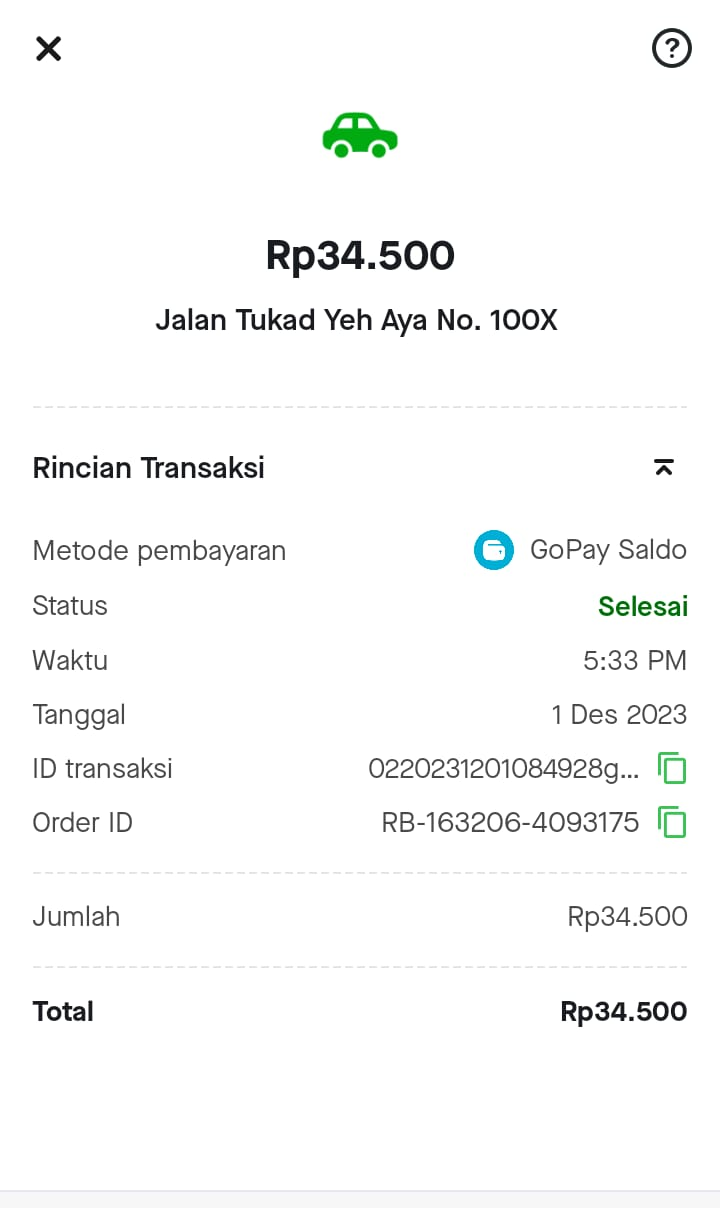 Rp34.500
Jalan Tukad Yeh Aya No. 100X
Rincian Transaksi
Metode pembayaran GoPay Saldo
Status Selesai
Waktu 5:33 PM
Tanggal 1 Des 2023
ID transaksi 0220231201084928g...
Order ID RB-163206-4093175
Jumlah Rp34.500
Total Rp34.500